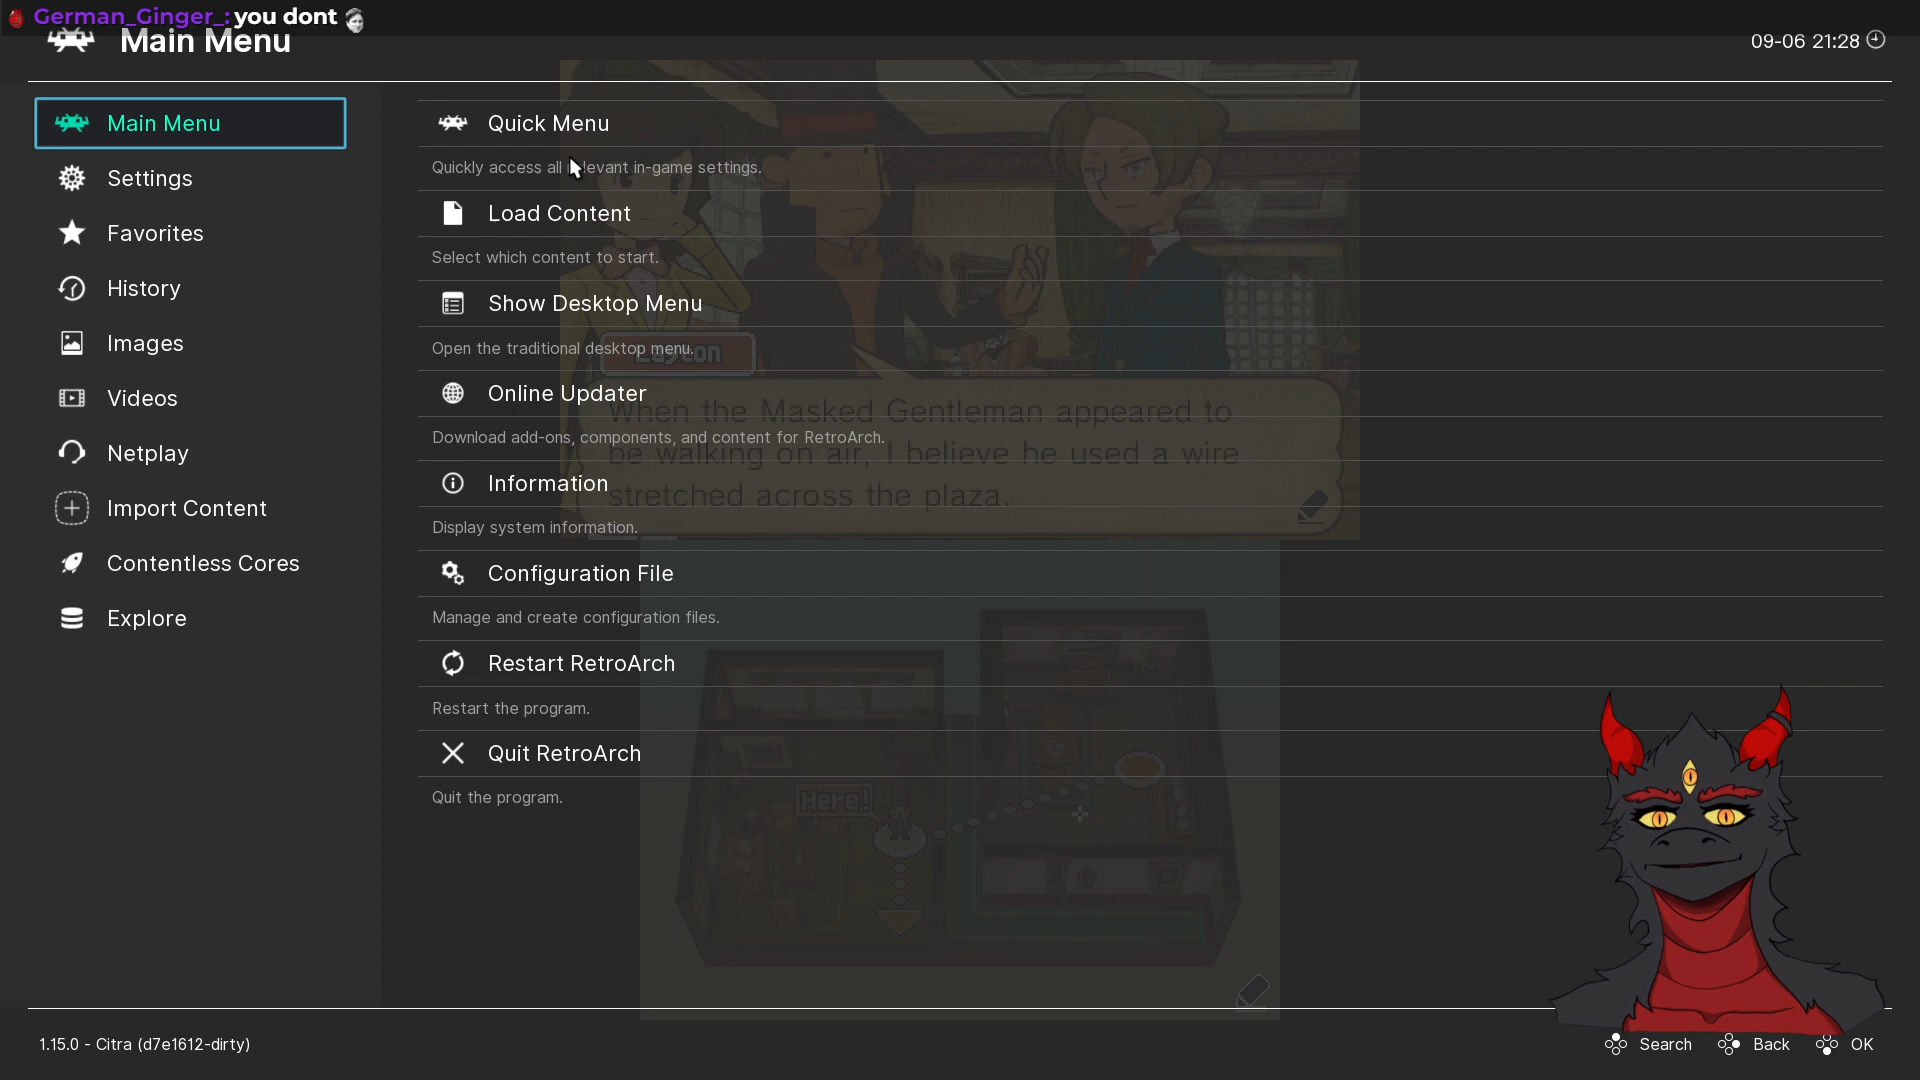 German_Ginger_: you dont
Main Menu
09-06 21:28
Main Menu
Settings
Favorites
History
Images
Videos
Netplay
Import Content
Contentless Cores
Explore
Quick Menu
Quickly access all relevant in-game settings.
Load Content
Select which content to start.
Show Desktop Menu
Open the traditional desktop menu.
Layton
Online Updater
When the Masked Gentleman appeared to
Download add-ons, components, and content for RetroArch.
be walking on air, I believe he used a wire
Information
stretched across the plaza.
Display system information.
Configuration File
Manage and create configuration files.
Restart RetroArch
Restart the program.
Quit RetroArch
Quit the program.
Here!
1.15.0 - Citra (d7e1612-dirty)
Search Back OK